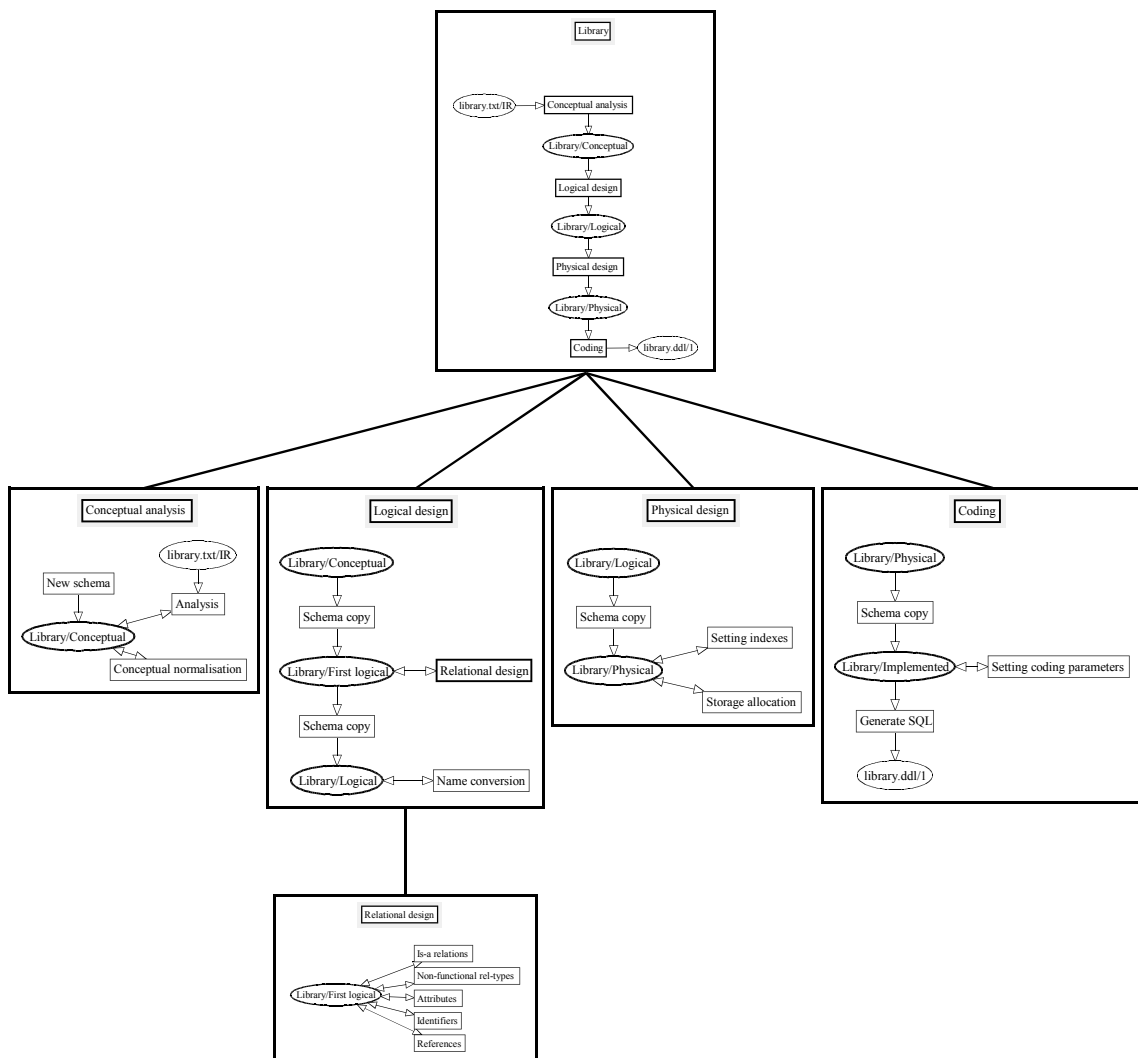 Library
library.txt/IR
Conceptual analysis
Library/Conceptual
Logical design
Library/Logical
Physical design
Library/Physical
Coding
library.ddl/1
Conceptual analysis
library.txt/IR
New schema
Analysis
Library/Conceptual
Conceptual normalisation
Logical design
Library/Conceptual
Schema copy
Library/First logical
Relational design
Schema copy
Library/Logical
Name conversion
Physical design
Library/Logical
Schema copy
Setting indexes
Library/Physical
Storage allocation
Coding
Library/Physical
Schema copy
Library/Implemented
Setting coding parameters
Generate SQL
library.ddl/1
Relational design
Is-a relations
Non-functional rel-types
Library/First logical
Attributes
Identifiers
References